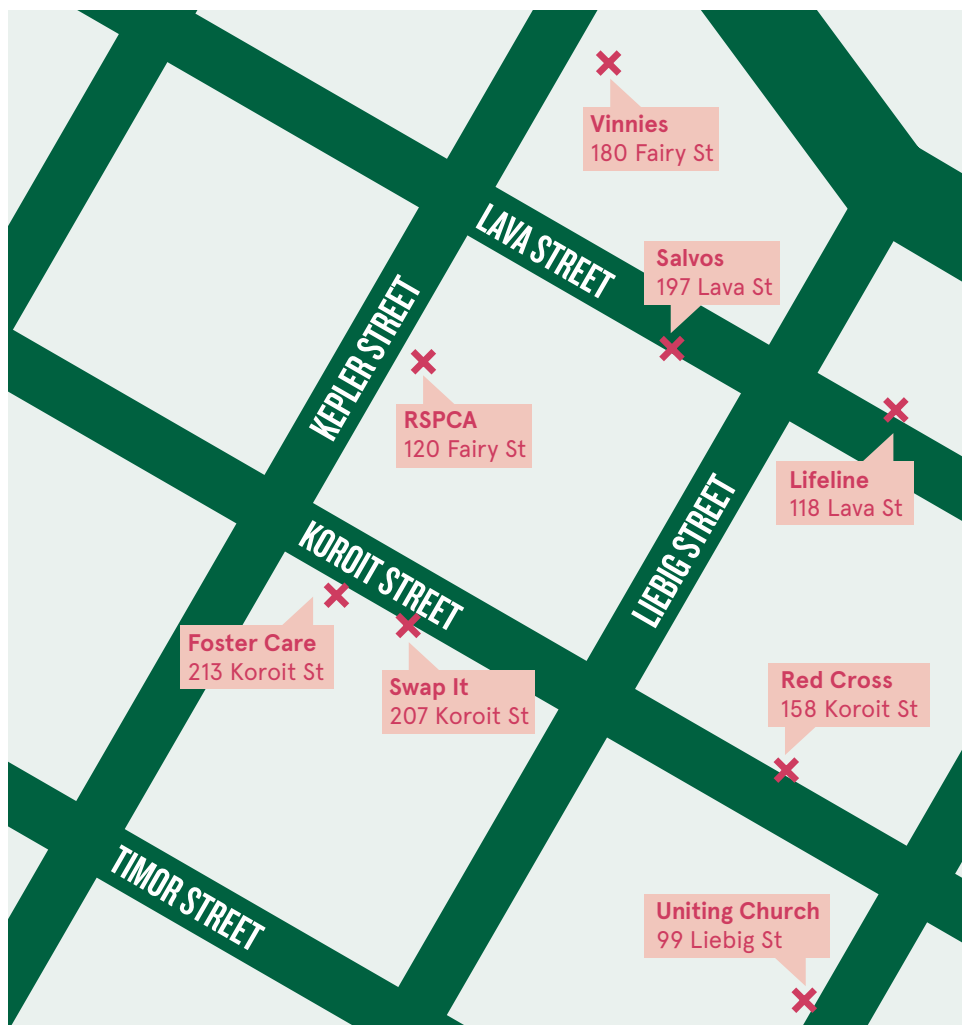 Vinnies
180 Fairy St
LAVA STREET
Salvos
197 Lava St
KEPLER STREET
RSPCA
120 Fairy St
Lifeline
118 Lava St
LIEBIG STREET
KOROIT STREET
Foster Care
213 Koroit St
Swap It
207 Koroit St
Red Cross
158 Koroit St
TIMOR STREET
Uniting Church
99 Liebig St